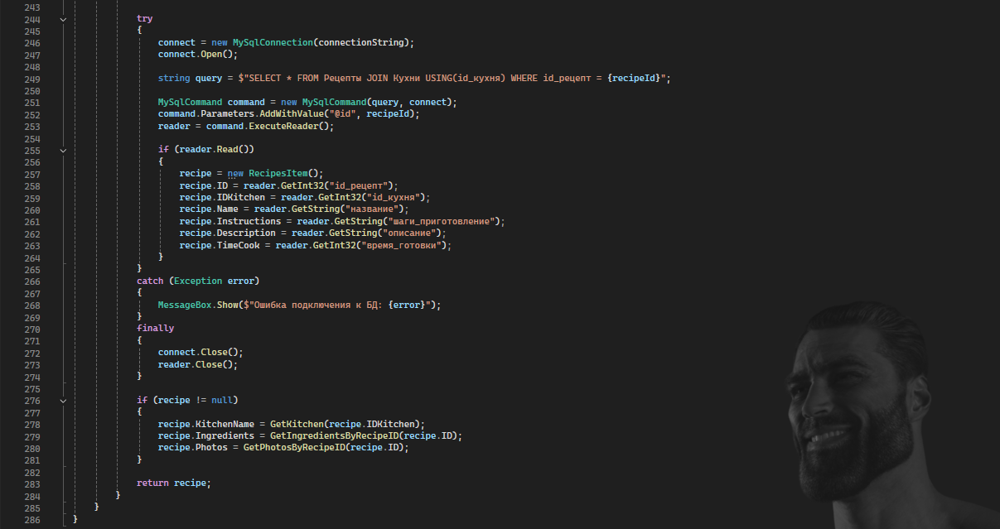 243
244 try
245 {
246 connect = new MySqlConnection(connectionString);
247 connect.Open();
248
249 string query = $"SELECT * FROM Рецепты JOIN Кухни USING(id_кухня) WHERE id_рецепт = {recipeId}";
250
251 MySqlCommand command = new MySqlCommand(query, connect);
252 command.Parameters.AddWithValue("@id", recipeId);
253 reader = command.ExecuteReader();
254
255 if (reader.Read())
256 {
257 recipe = new RecipesItem();
258 recipe.ID = reader.GetInt32("id_рецепт");
259 recipe.IDKitchen = reader.GetInt32("id_кухня");
260 recipe.Name = reader.GetString("название");
261 recipe.Instructions = reader.GetString("шаги_приготовление");
262 recipe.Description = reader.GetString("описание");
263 recipe.TimeCook = reader.GetInt32("время_готовки");
264 }
265 }
266 catch (Exception error)
267 {
268 MessageBox.Show($"Ошибка подключения к БД: {error}");
269 }
270 finally
271 {
272 connect.Close();
273 reader.Close();
274 }
275
276 if (recipe != null)
277 {
278 recipe.KitchenName = GetKitchen(recipe.IDKitchen);
279 recipe.Ingredients = GetIngredientsByRecipeID(recipe.ID);
280 recipe.Photos = GetPhotosByRecipeID(recipe.ID);
281 }
282
283 return recipe;
284 }
285 }
286 }